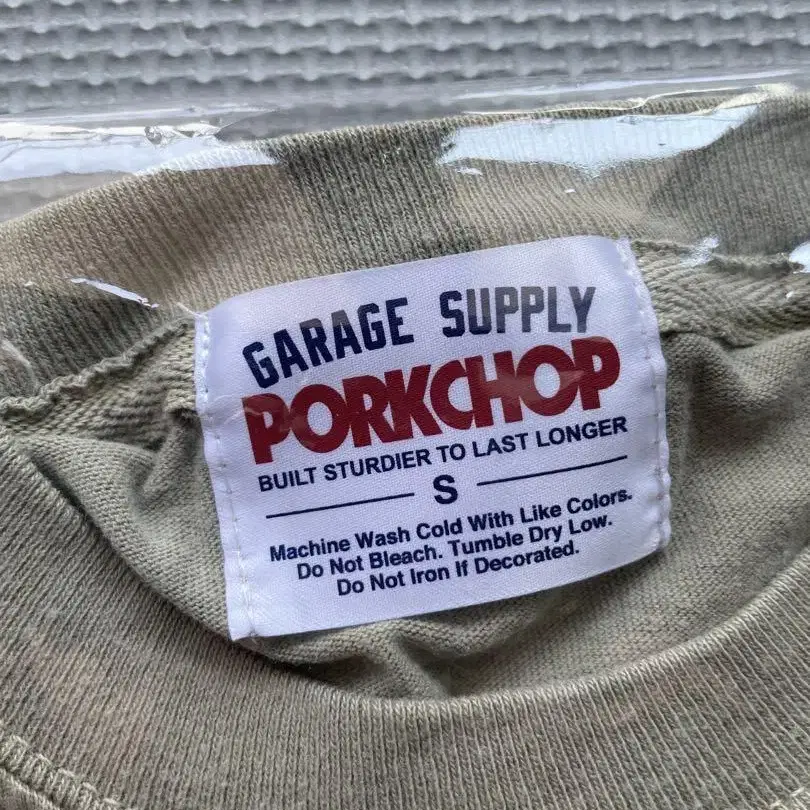 GARAGE SUPPLY
PORKCHOP
BUILT STURDIER TO LAST LONGER
S
Machine Wash Cold With Like Colors.
Do Not Bleach. Tumble Dry Low.
Do Not Iron If Decorated.